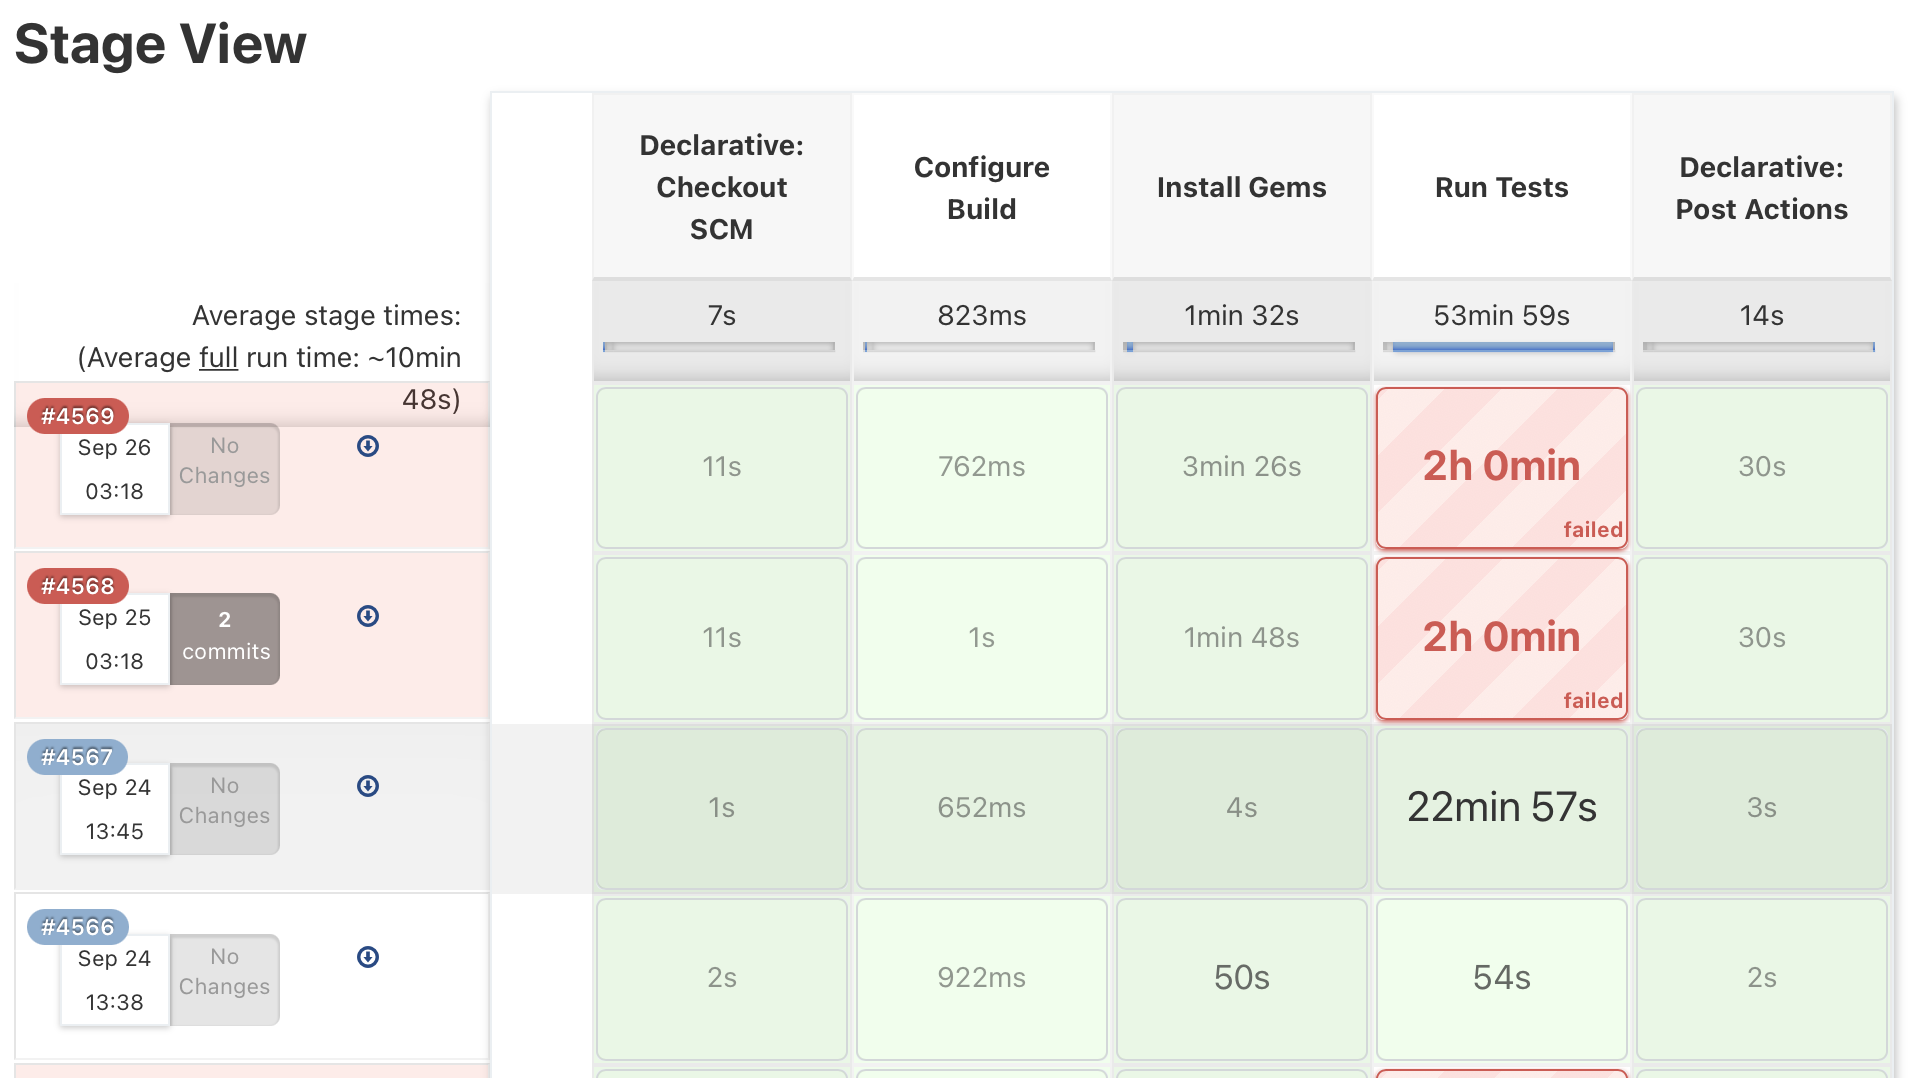 Stage View
Declarative:
Checkout
SCM
Configure
Build
Install Gems
Run Tests
Declarative:
Post Actions
Average stage times:
(Average full run time: ~10min
48s)
7s
823ms
1min 32s
53min 59s
14s
#4569
Sep 26
03:18
No
Changes
11s
762ms
3min 26s
2h 0min
failed
30s
#4568
Sep 25
03:18
2
commits
11s
1s
1min 48s
2h 0min
failed
30s
#4567
Sep 24
13:45
No
Changes
1s
652ms
4s
22min 57s
3s
#4566
Sep 24
13:38
No
Changes
2s
922ms
50s
54s
2s